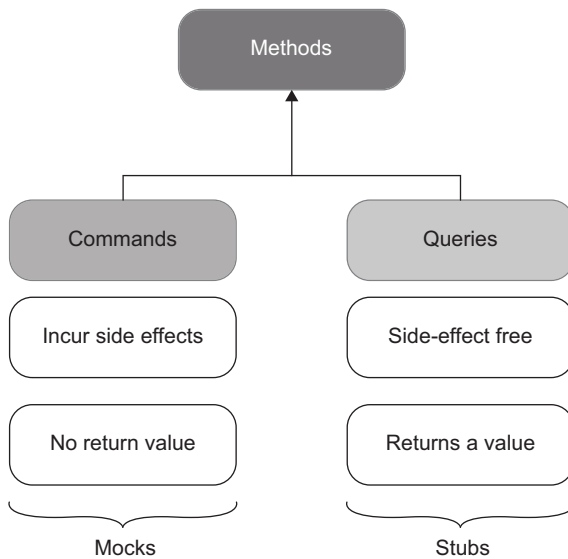 Methods
Commands
Queries
Incur side effects
Side-effect free
No return value
Returns a value
Mocks
Stubs